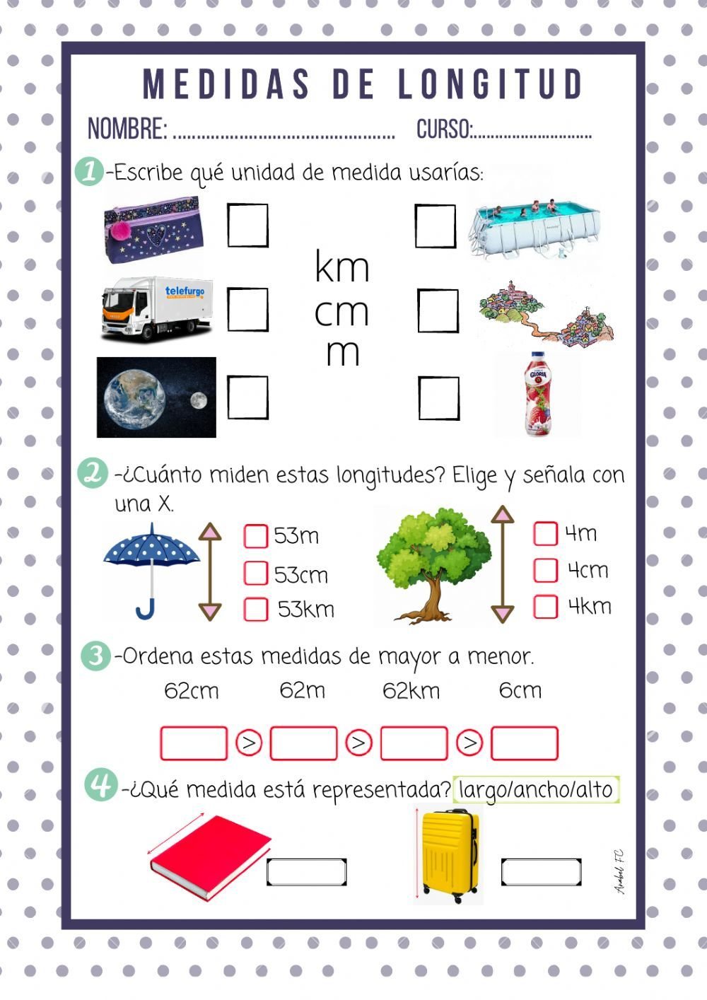 MEDIDAS DE LONGITUD
NOMBRE: ............................................... CURSO:............................
1 -Escribe qué unidad de medida usarías:
km
telefurgo
cm
m
GLORIA
2 -¿Cuánto miden estas longitudes? Elige y señala con
una X.
53m
53cm
53km
4m
4cm
4km
3 -Ordena estas medidas de mayor a menor.
62cm 62m 62km 6cm
> > >
4 -¿Qué medida está representada? largo/ancho/alto
Anabel FC